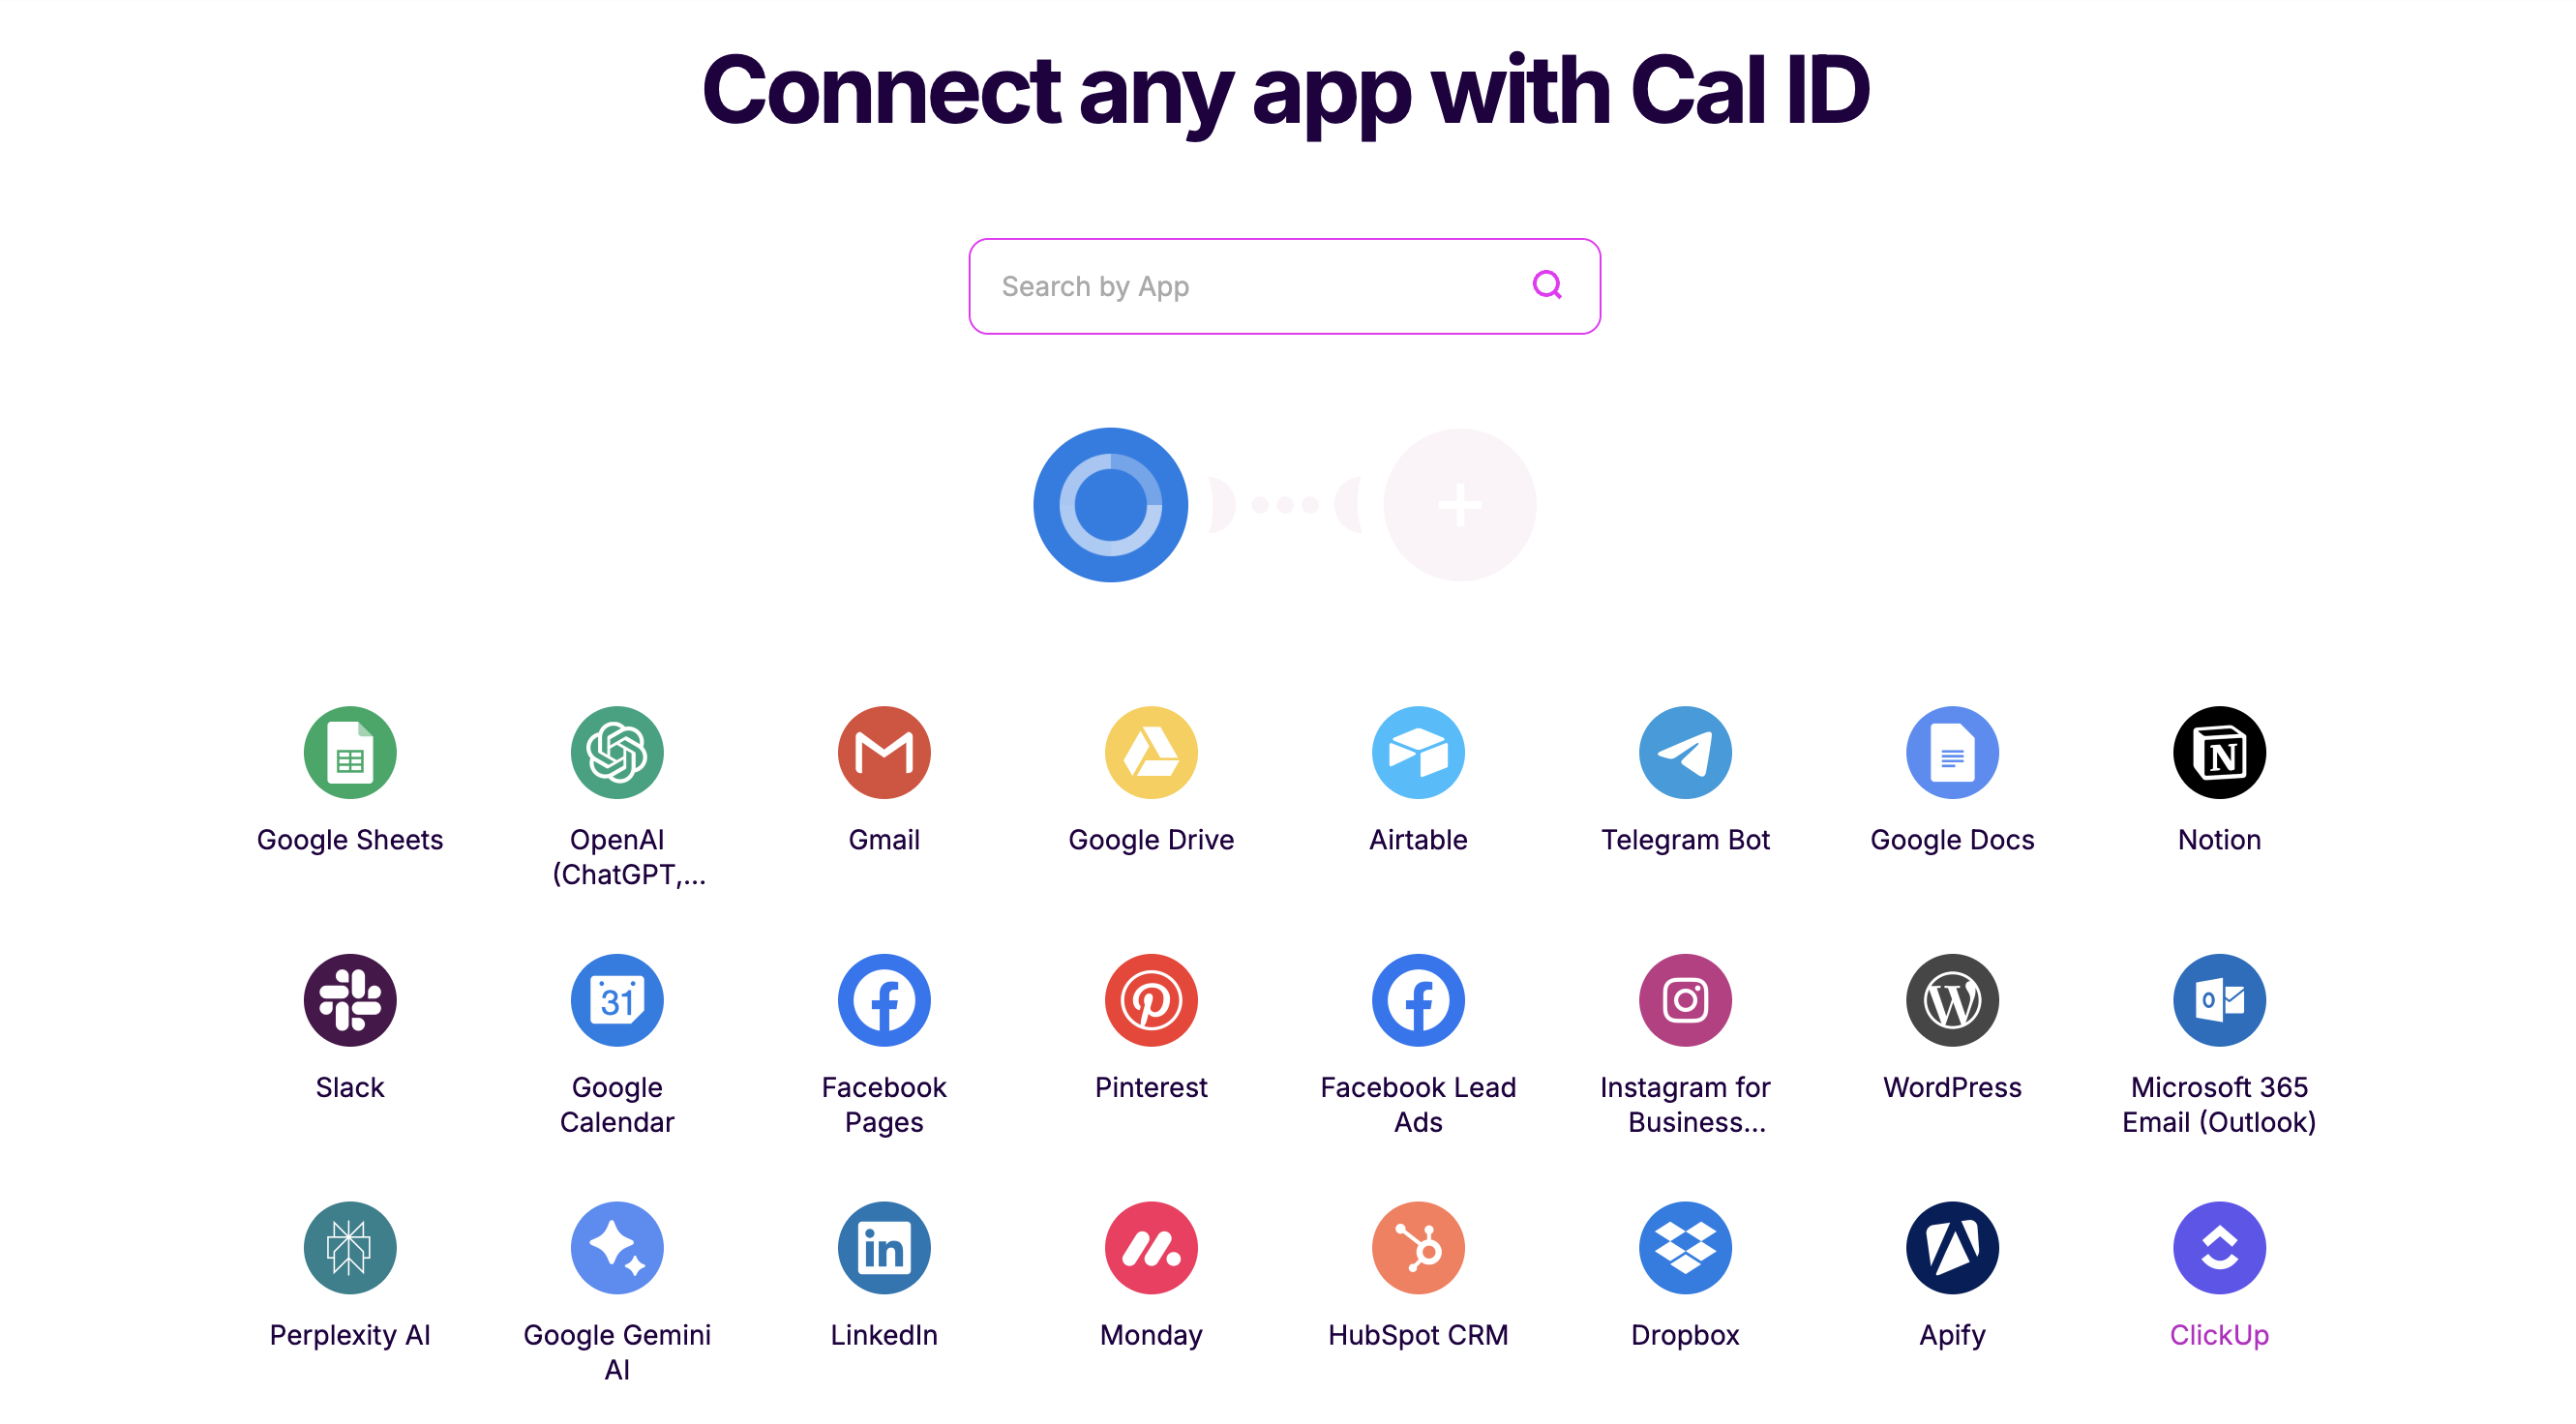 Connect any app with Cal ID
Search by App
Google Sheets
OpenAI
(ChatGPT,...
Gmail
Google Drive
Airtable
Telegram Bot
Google Docs
N
Notion
Slack
31
Google
Calendar
Facebook
Pages
Pinterest
Facebook Lead
Ads
Instagram for
Business...
WordPress
Microsoft 365
Email (Outlook)
Perplexity AI
Google Gemini
AI
in
LinkedIn
Monday
HubSpot CRM
Dropbox
Apify
ClickUp